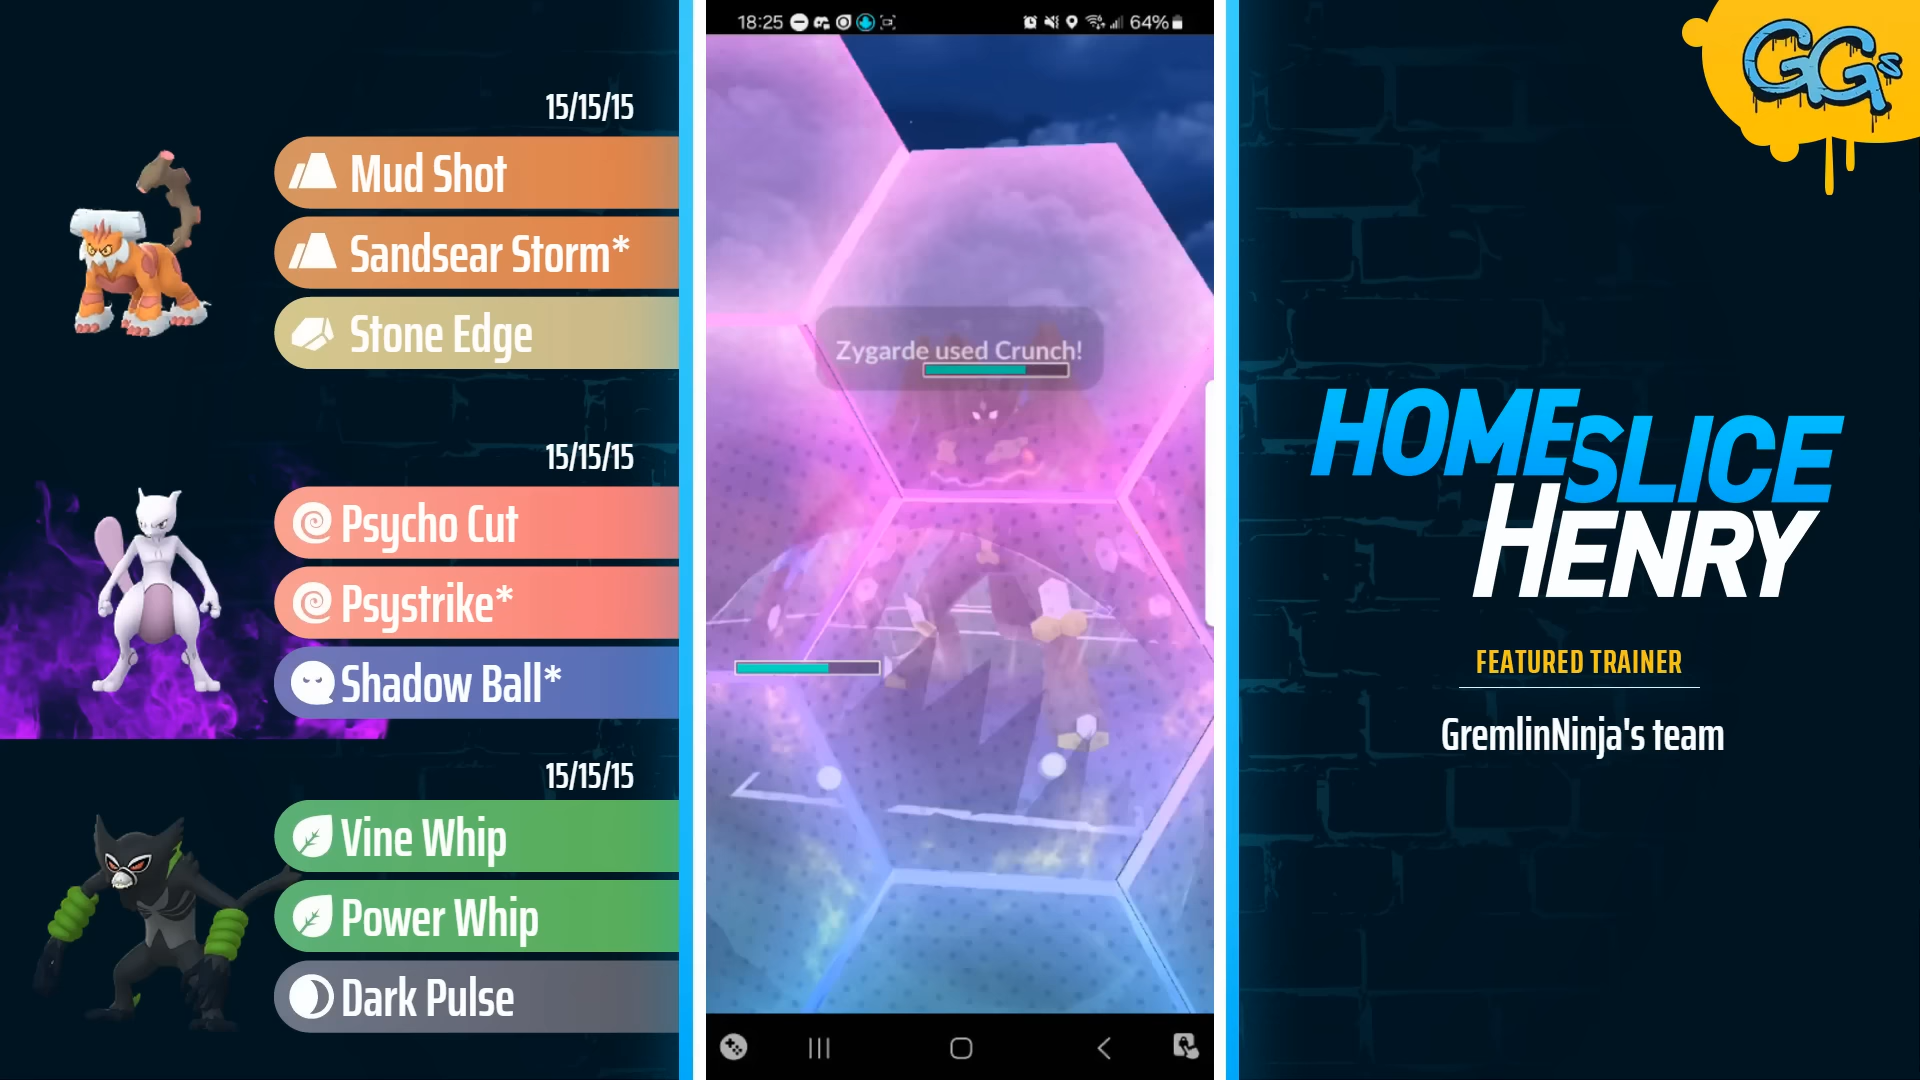 15/15/15
Mud Shot
Sandsear Storm*
Stone Edge
15/15/15
Psycho Cut
Psystrike*
Shadow Ball*
15/15/15
Vine Whip
Power Whip
Dark Pulse
18:25
64%
Zygarde used Crunch!
GGs
HOMESLICE
HENRY
FEATURED TRAINER
GremlinNinja's team